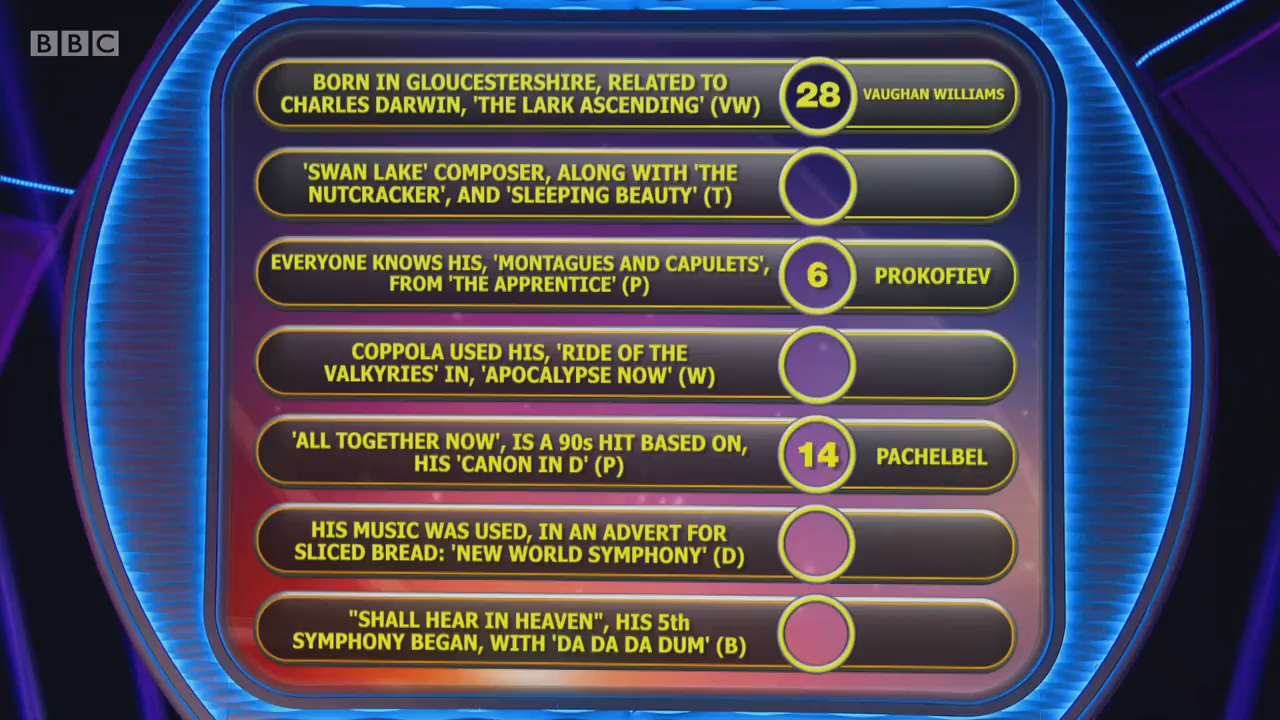 BBC
BORN IN GLOUCESTERSHIRE, RELATED TO
CHARLES DARWIN, 'THE LARK ASCENDING' (VW)
28
VAUGHAN WILLIAMS
'SWAN LAKE' COMPOSER, ALONG WITH 'THE
NUTCRACKER', AND 'SLEEPING BEAUTY' (T)
EVERYONE KNOWS HIS, 'MONTAGUES AND CAPULETS',
FROM 'THE APPRENTICE' (P)
6
PROKOFIEV
COPPOLA USED HIS, 'RIDE OF THE
VALKYRIES' IN, 'APOCALYPSE NOW' (W)
'ALL TOGETHER NOW', IS A 90s HIT BASED ON,
HIS 'CANON IN D' (P)
14
PACHELBEL
HIS MUSIC WAS USED, IN AN ADVERT FOR
SLICED BREAD: 'NEW WORLD SYMPHONY' (D)
"SHALL HEAR IN HEAVEN", HIS 5th
SYMPHONY BEGAN, WITH 'DA DA DA DUM' (B)